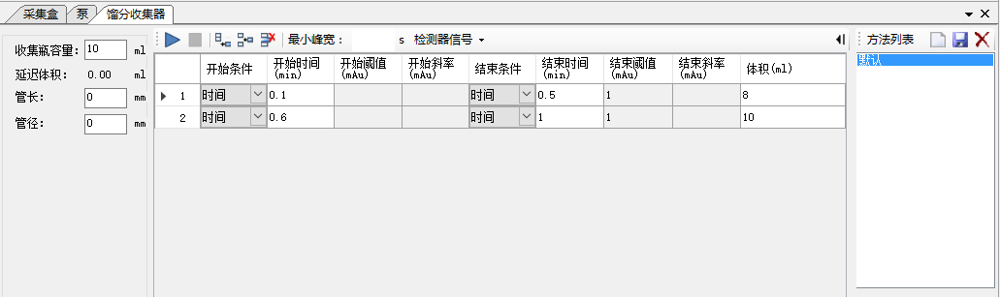 采集盒 泵 馏分收集器
收集瓶容量: 10 ml
延迟体积: 0.00 ml
管长: 0 mm
管径: 0 mm
最小峰宽: s 检测器信号
开始条件 开始时间(min) 开始阈值(mAu) 开始斜率(mAu) 结束条件 结束时间(min) 结束阈值(mAu) 结束斜率(mAu) 体积(ml)
1 时间 0.1 时间 0.5 1 8
2 时间 0.6 时间 1 1 10
方法列表
默认